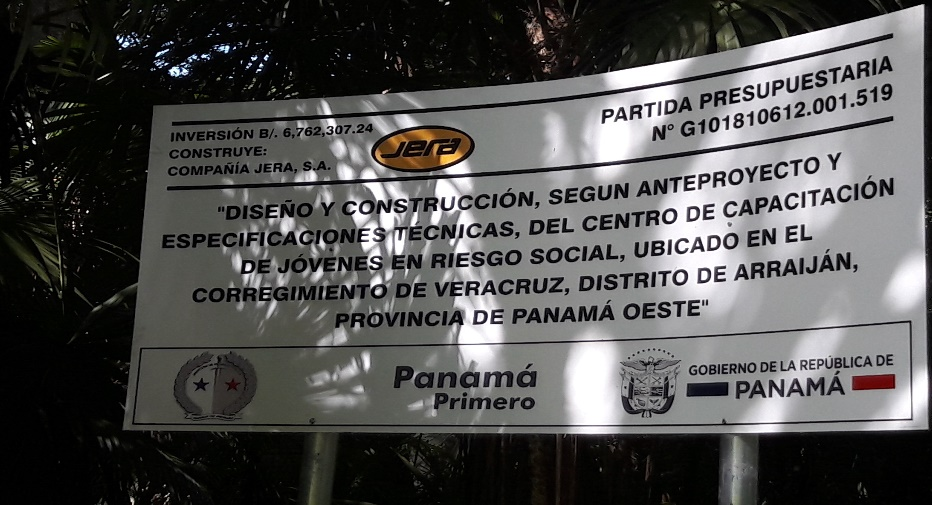 INVERSIÓN B/. 6,762,307.24
CONSTRUYE:
COMPAÑÍA JERA, S.A.
Jera
PARTIDA PRESUPUESTARIA
N° G101810612.001.519
"DISEÑO Y CONSTRUCCIÓN, SEGUN ANTEPROYECTO Y
ESPECIFICACIONES TÉCNICAS, DEL CENTRO DE CAPACITACIÓN
DE JÓVENES EN RIESGO SOCIAL, UBICADO EN EL
CORREGIMIENTO DE VERACRUZ, DISTRITO DE ARRAIJÁN,
PROVINCIA DE PANAMÁ OESTE"
Panamá
Primero
GOBIERNO DE LA REPÚBLICA DE
PANAMÁ